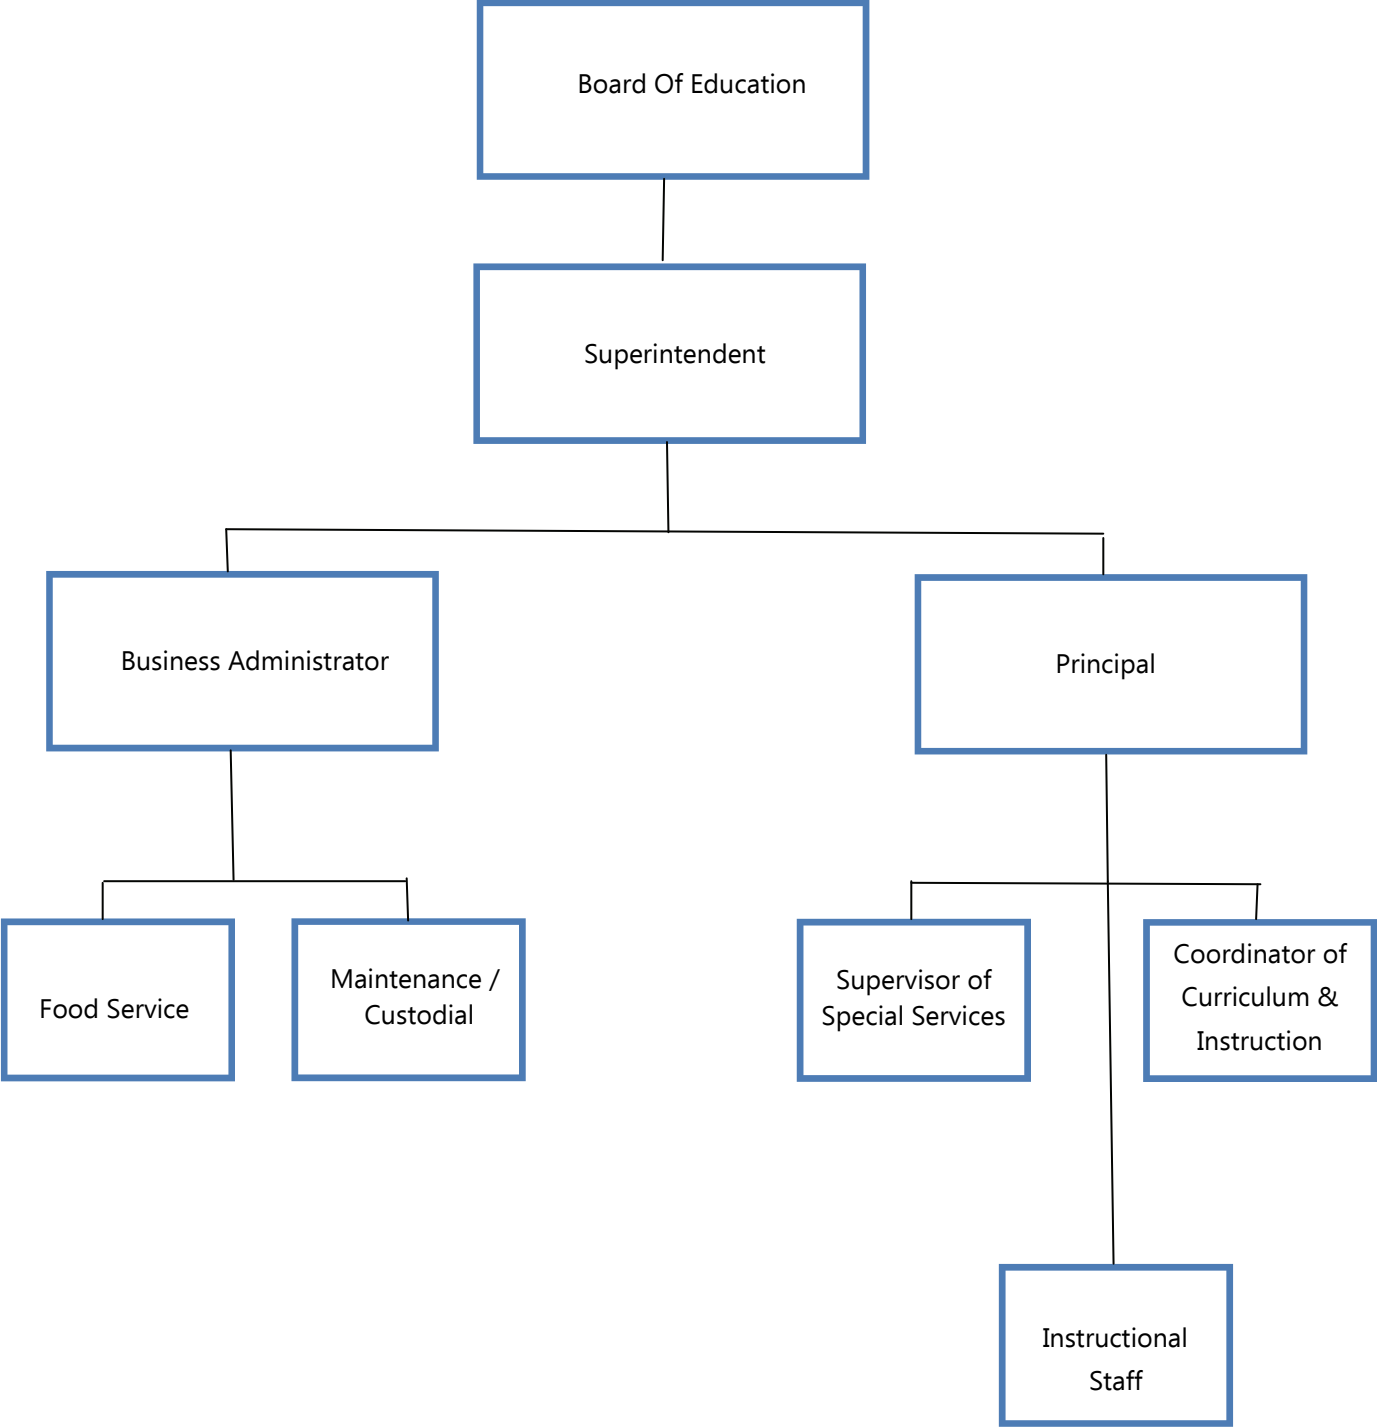 Board Of Education
Superintendent
Business Administrator
Principal
Food Service
Maintenance /
Custodial
Supervisor of
Special Services
Coordinator of
Curriculum &
Instruction
Instructional
Staff